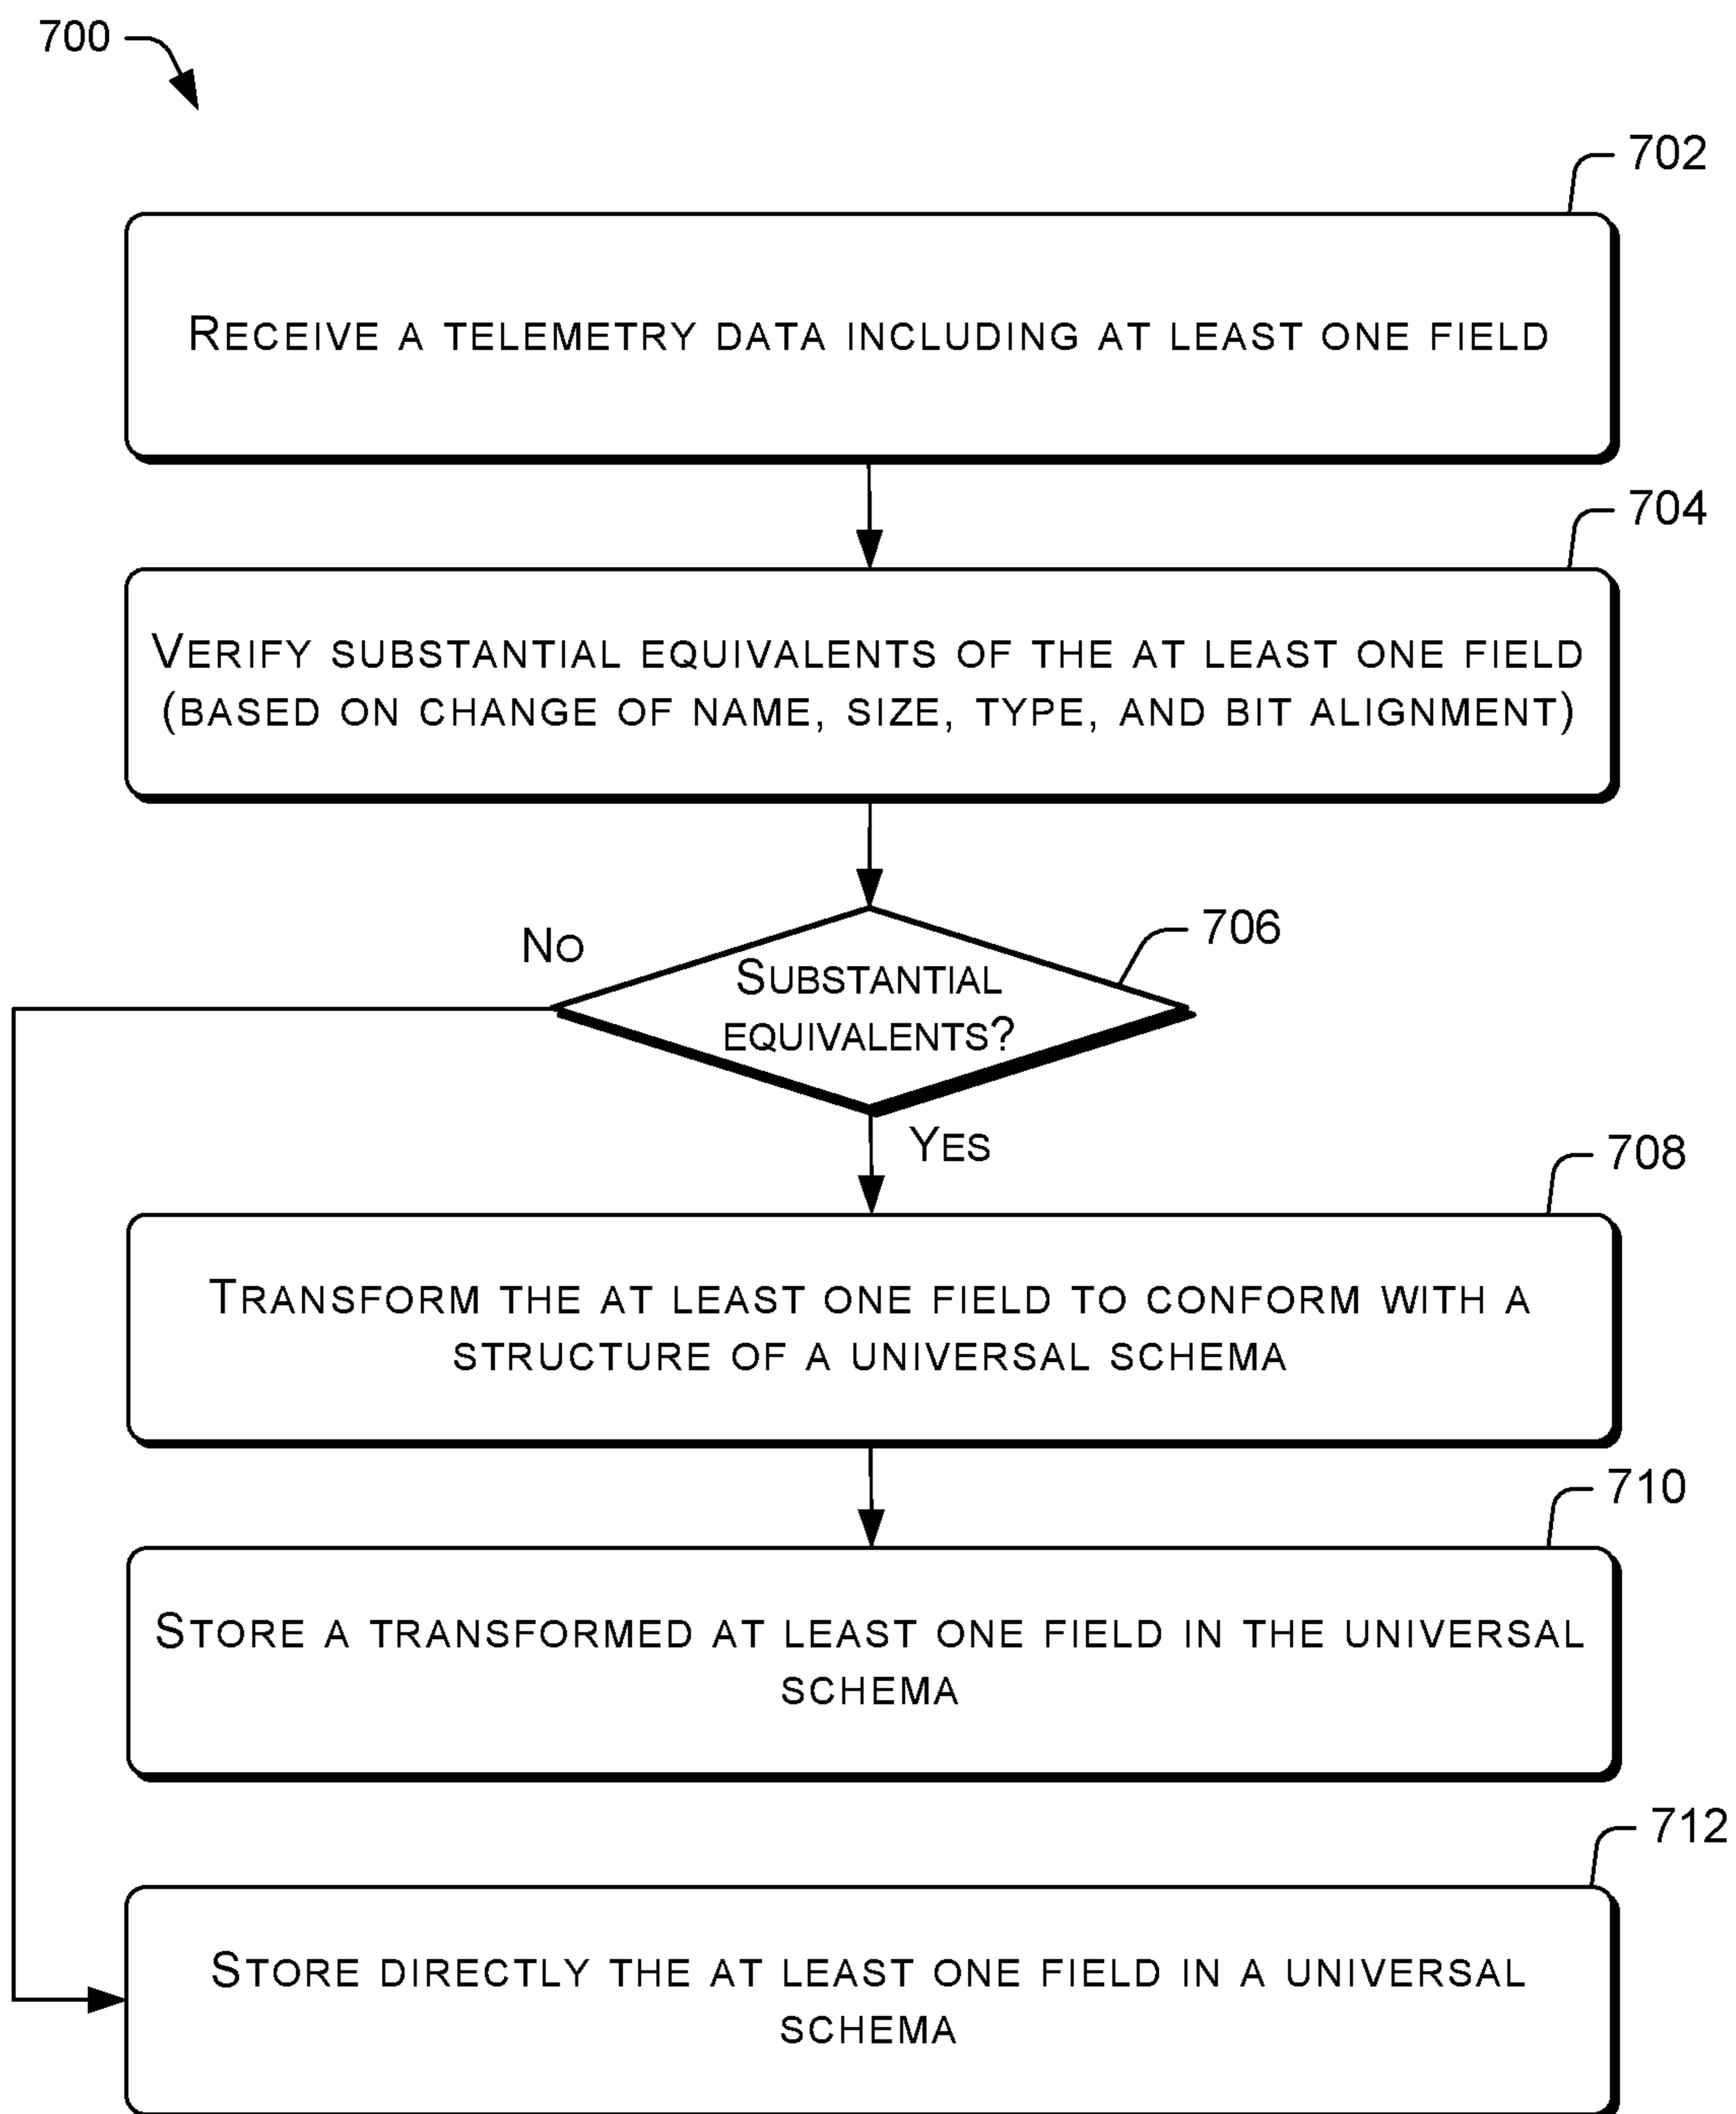 700
702
Receive a telemetry data including at least one field
704
Verify substantial equivalents of the at least one field
(based on change of name, size, type, and bit alignment)
706
No
Substantial
equivalents?
Yes
708
Transform the at least one field to conform with a
structure of a universal schema
710
Store a transformed at least one field in the universal
schema
712
Store directly the at least one field in a universal
schema